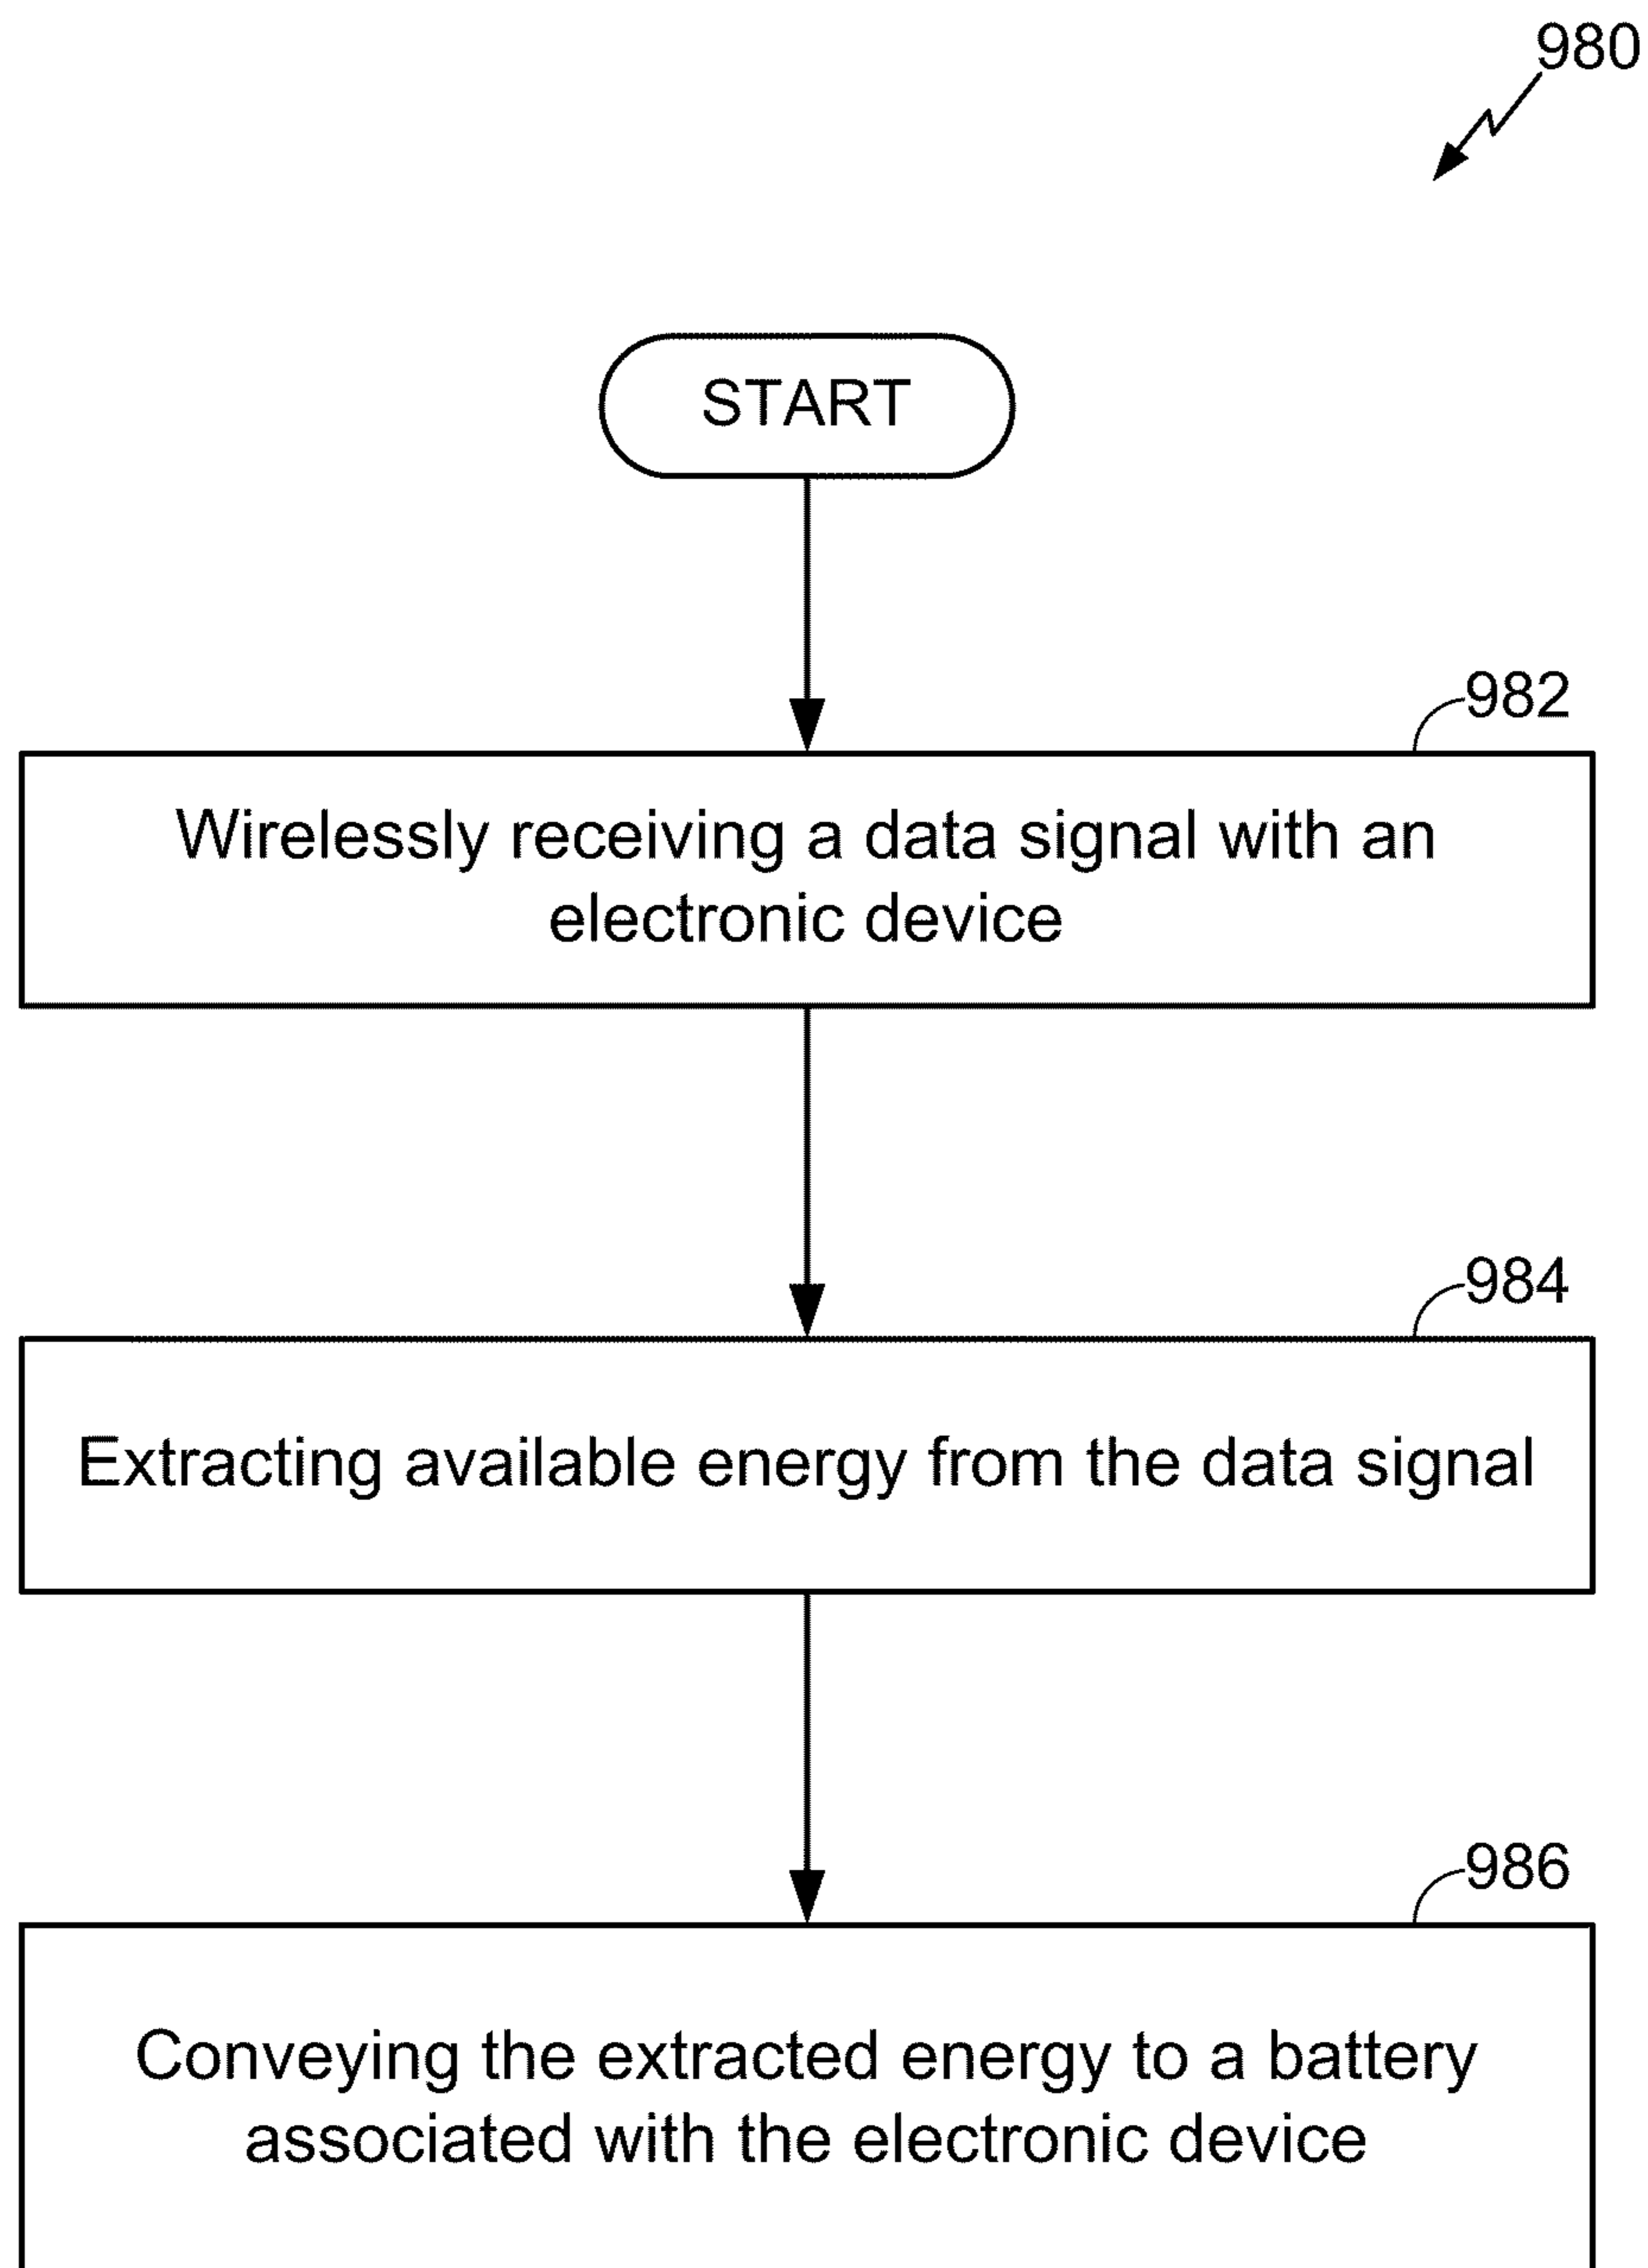 980
START
982
Wirelessly receiving a data signal with an
electronic device
984
Extracting available energy from the data signal
986
Conveying the extracted energy to a battery
associated with the electronic device